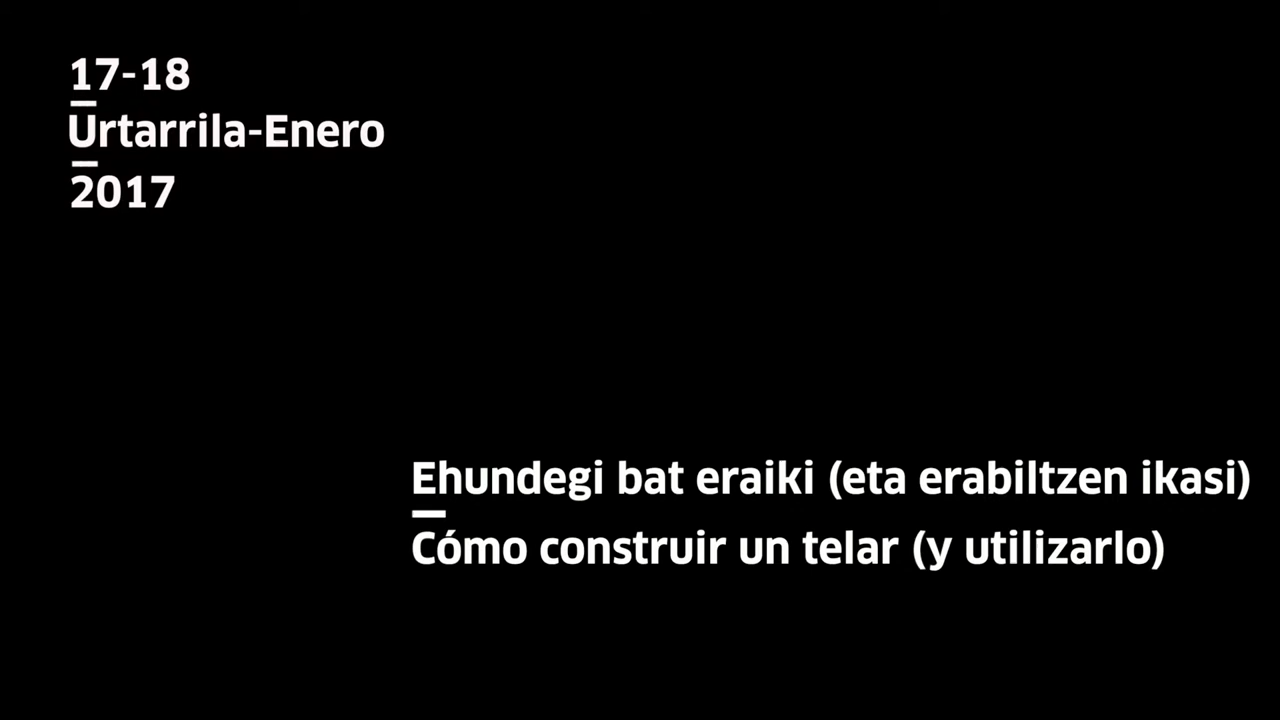 17-18
Urtarrila-Enero
2017
Ehundegi bat eraiki (eta erabiltzen ikasi)
Cómo construir un telar (y utilizarlo)